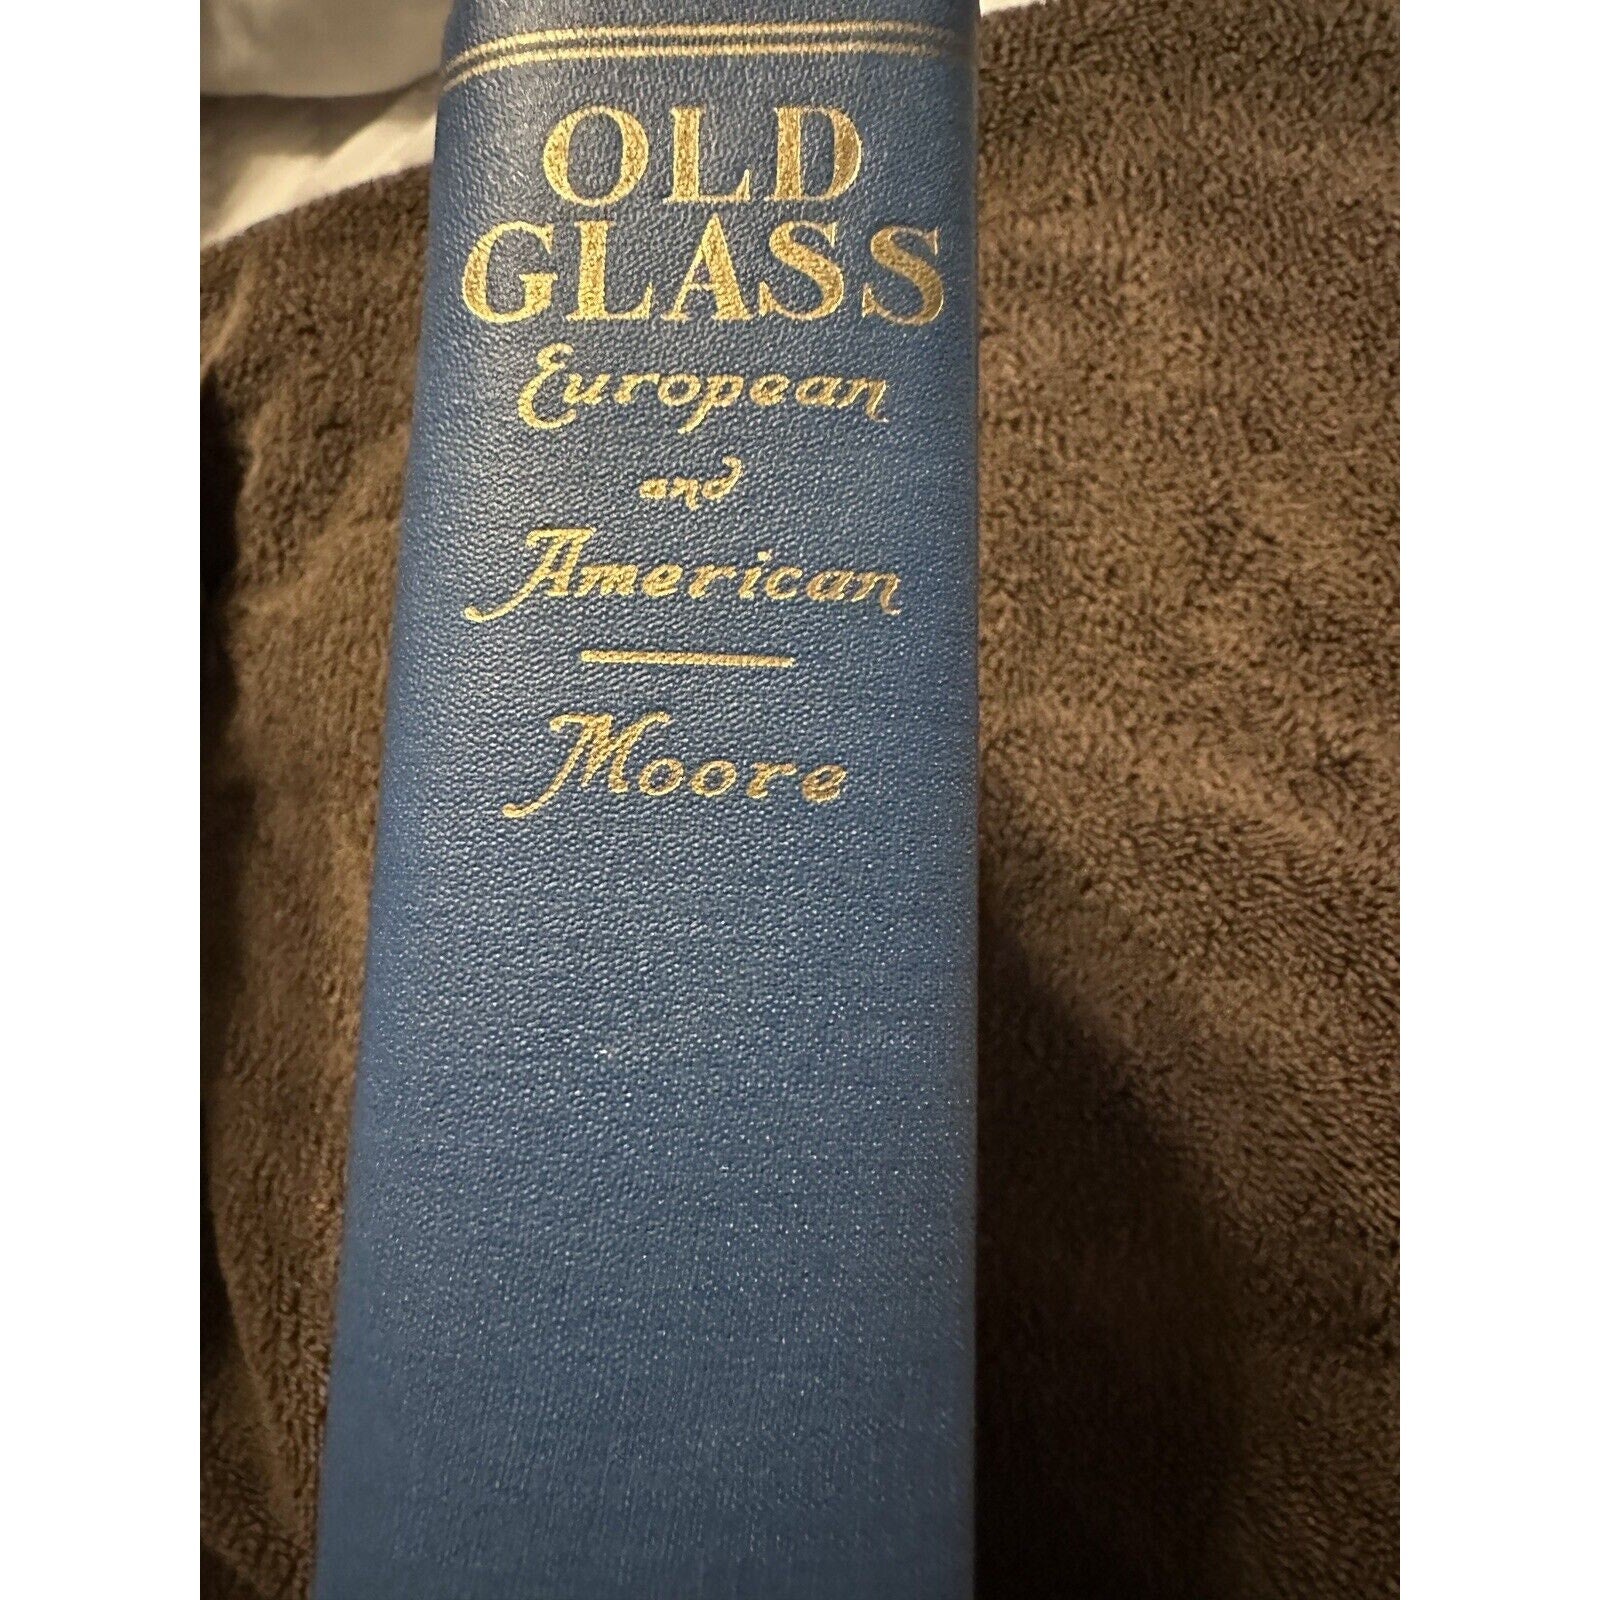 OLD
GLASS
European
and
American
Moore